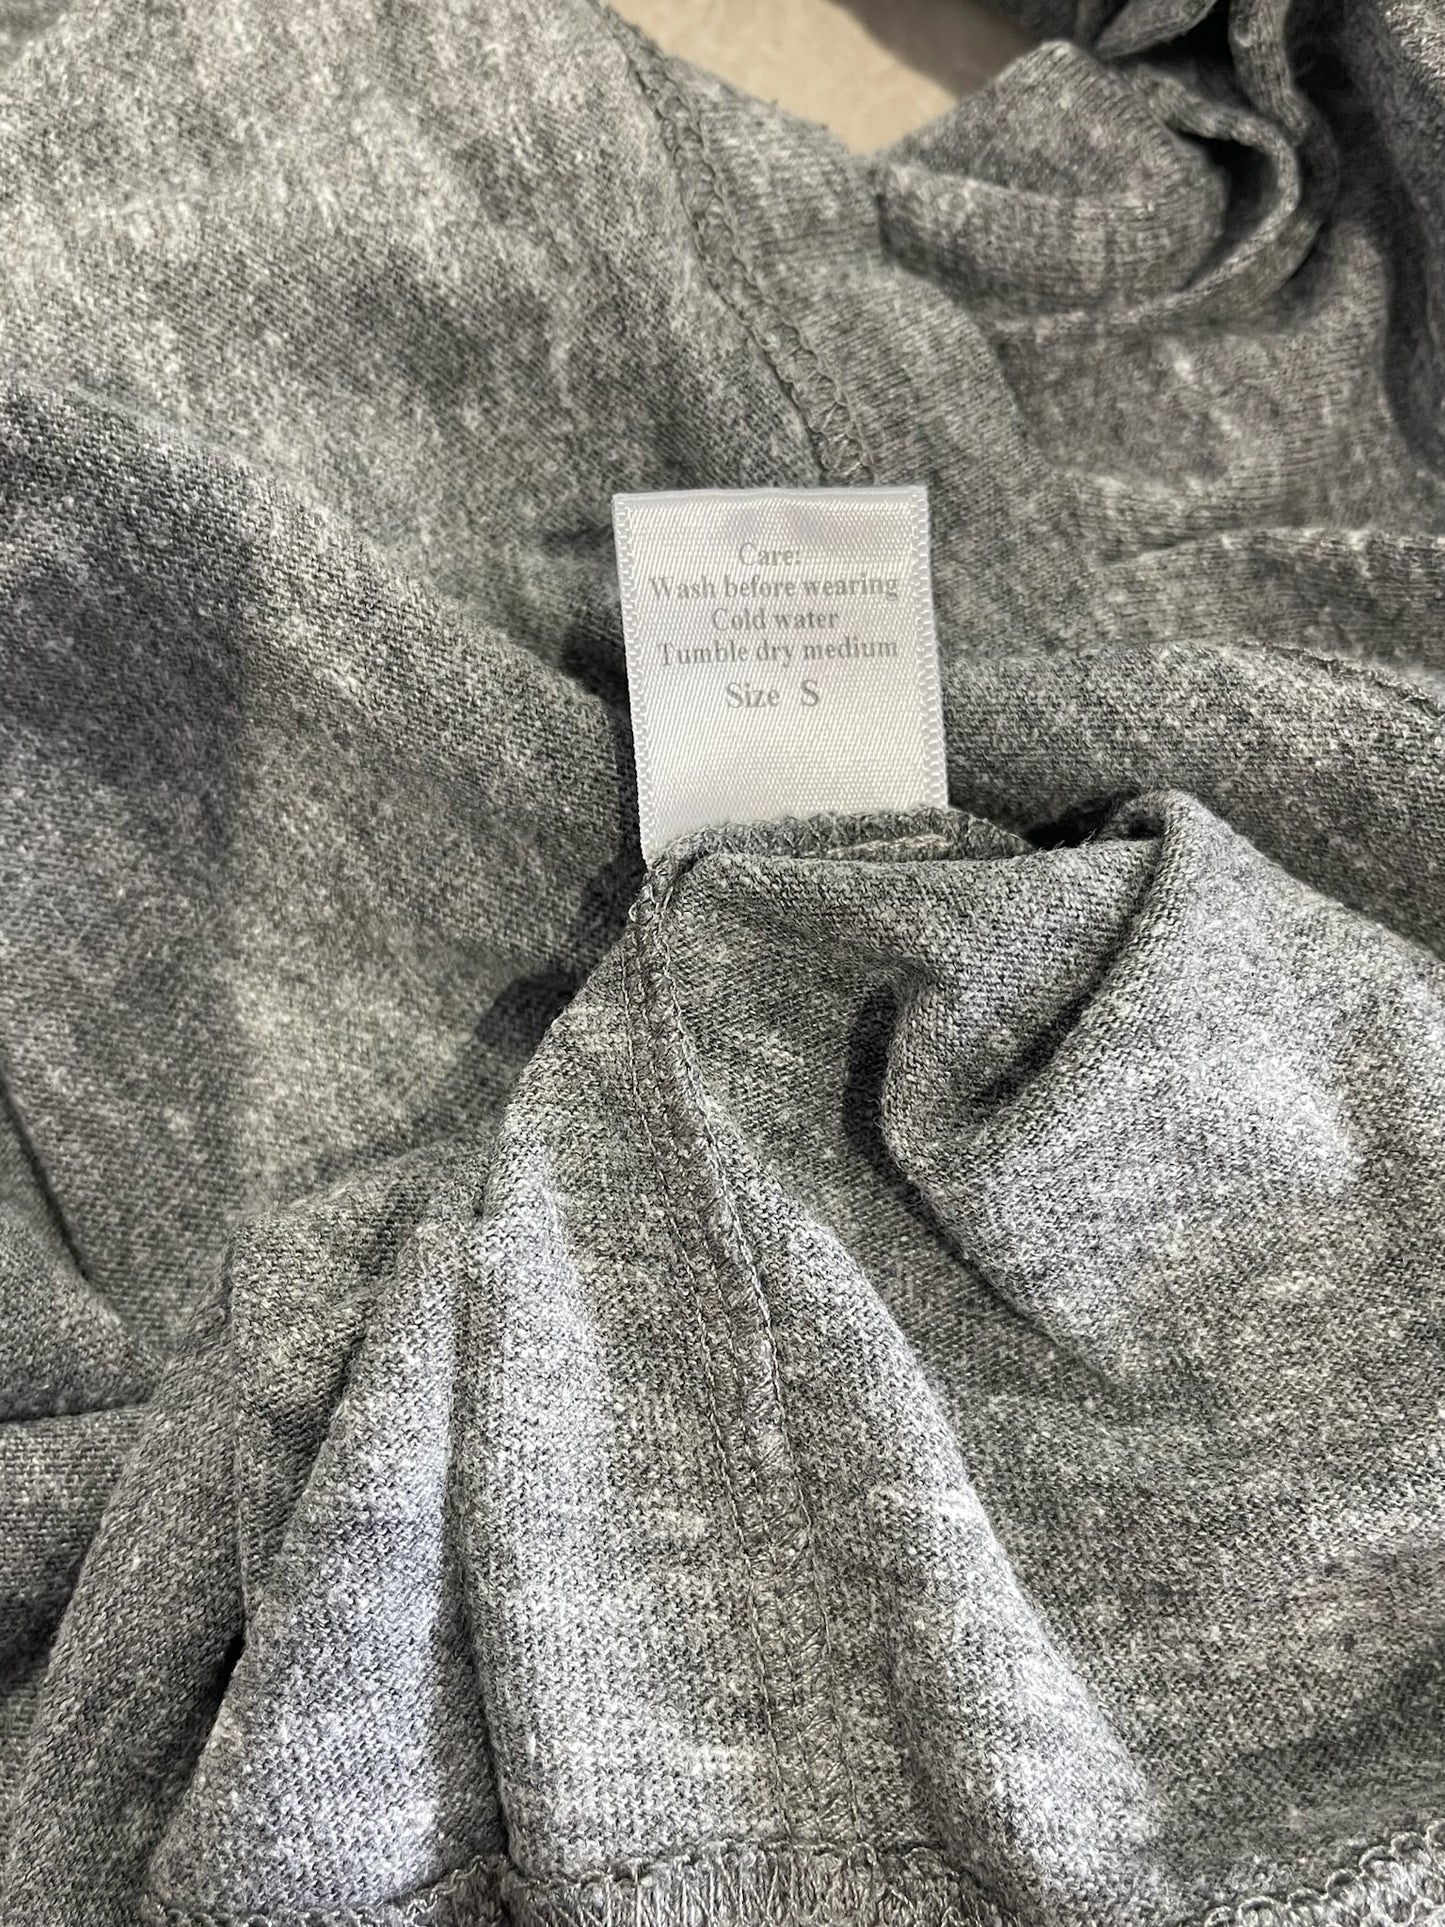 Care:
Wash before wearing
Cold water
Tumble dry medium
Size S